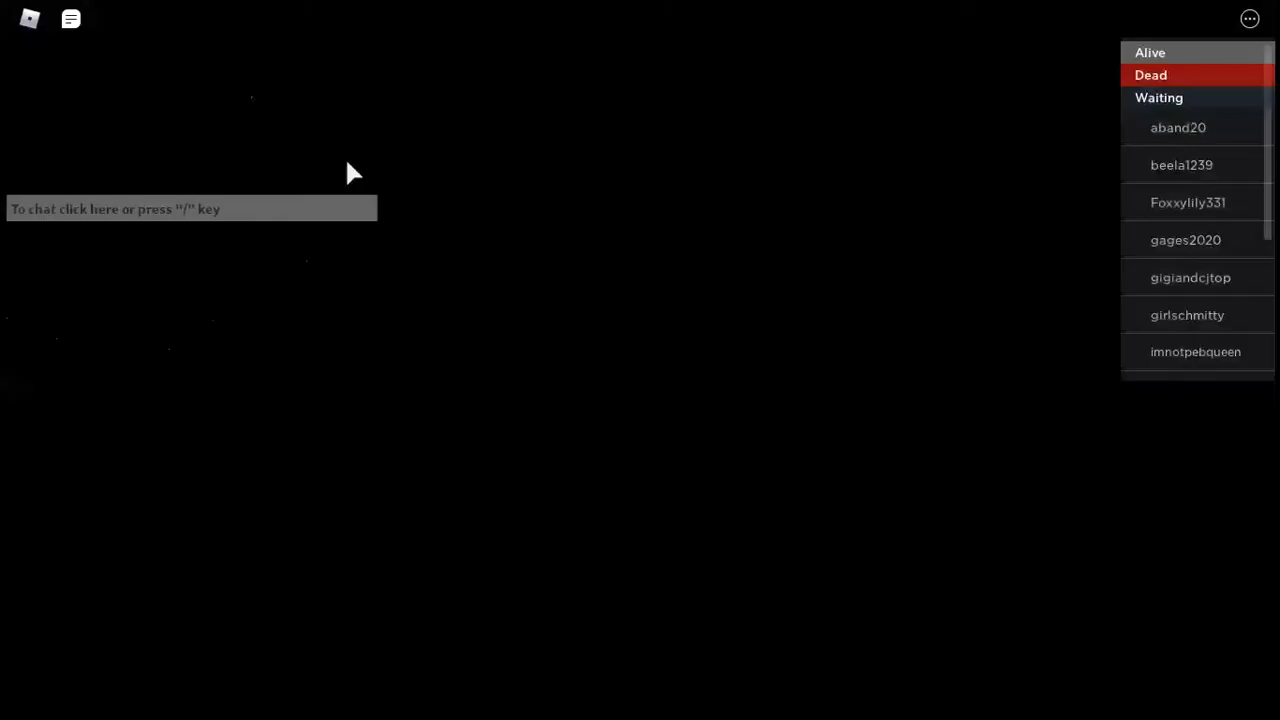 Alive
Dead
Waiting
aband20
beela1239
To chat click here or press "/" key
Foxxylily331
gages2020
gigiandcjtop
girlschmitty
imnotpebqueen